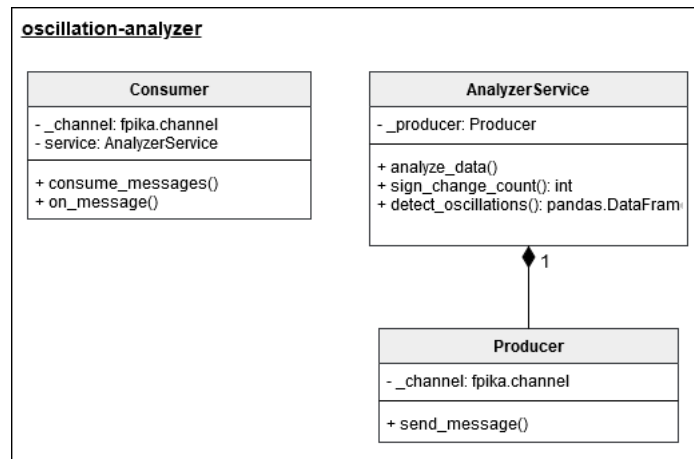 oscillation-analyzer
Consumer
- _channel: fpika.channel
- service: AnalyzerService
+ consume_messages()
+ on_message()
AnalyzerService
- _producer: Producer
+ analyze_data()
+ sign_change_count(): int
+ detect_oscillations(): pandas.DataFram
1
Producer
- _channel: fpika.channel
+ send_message()